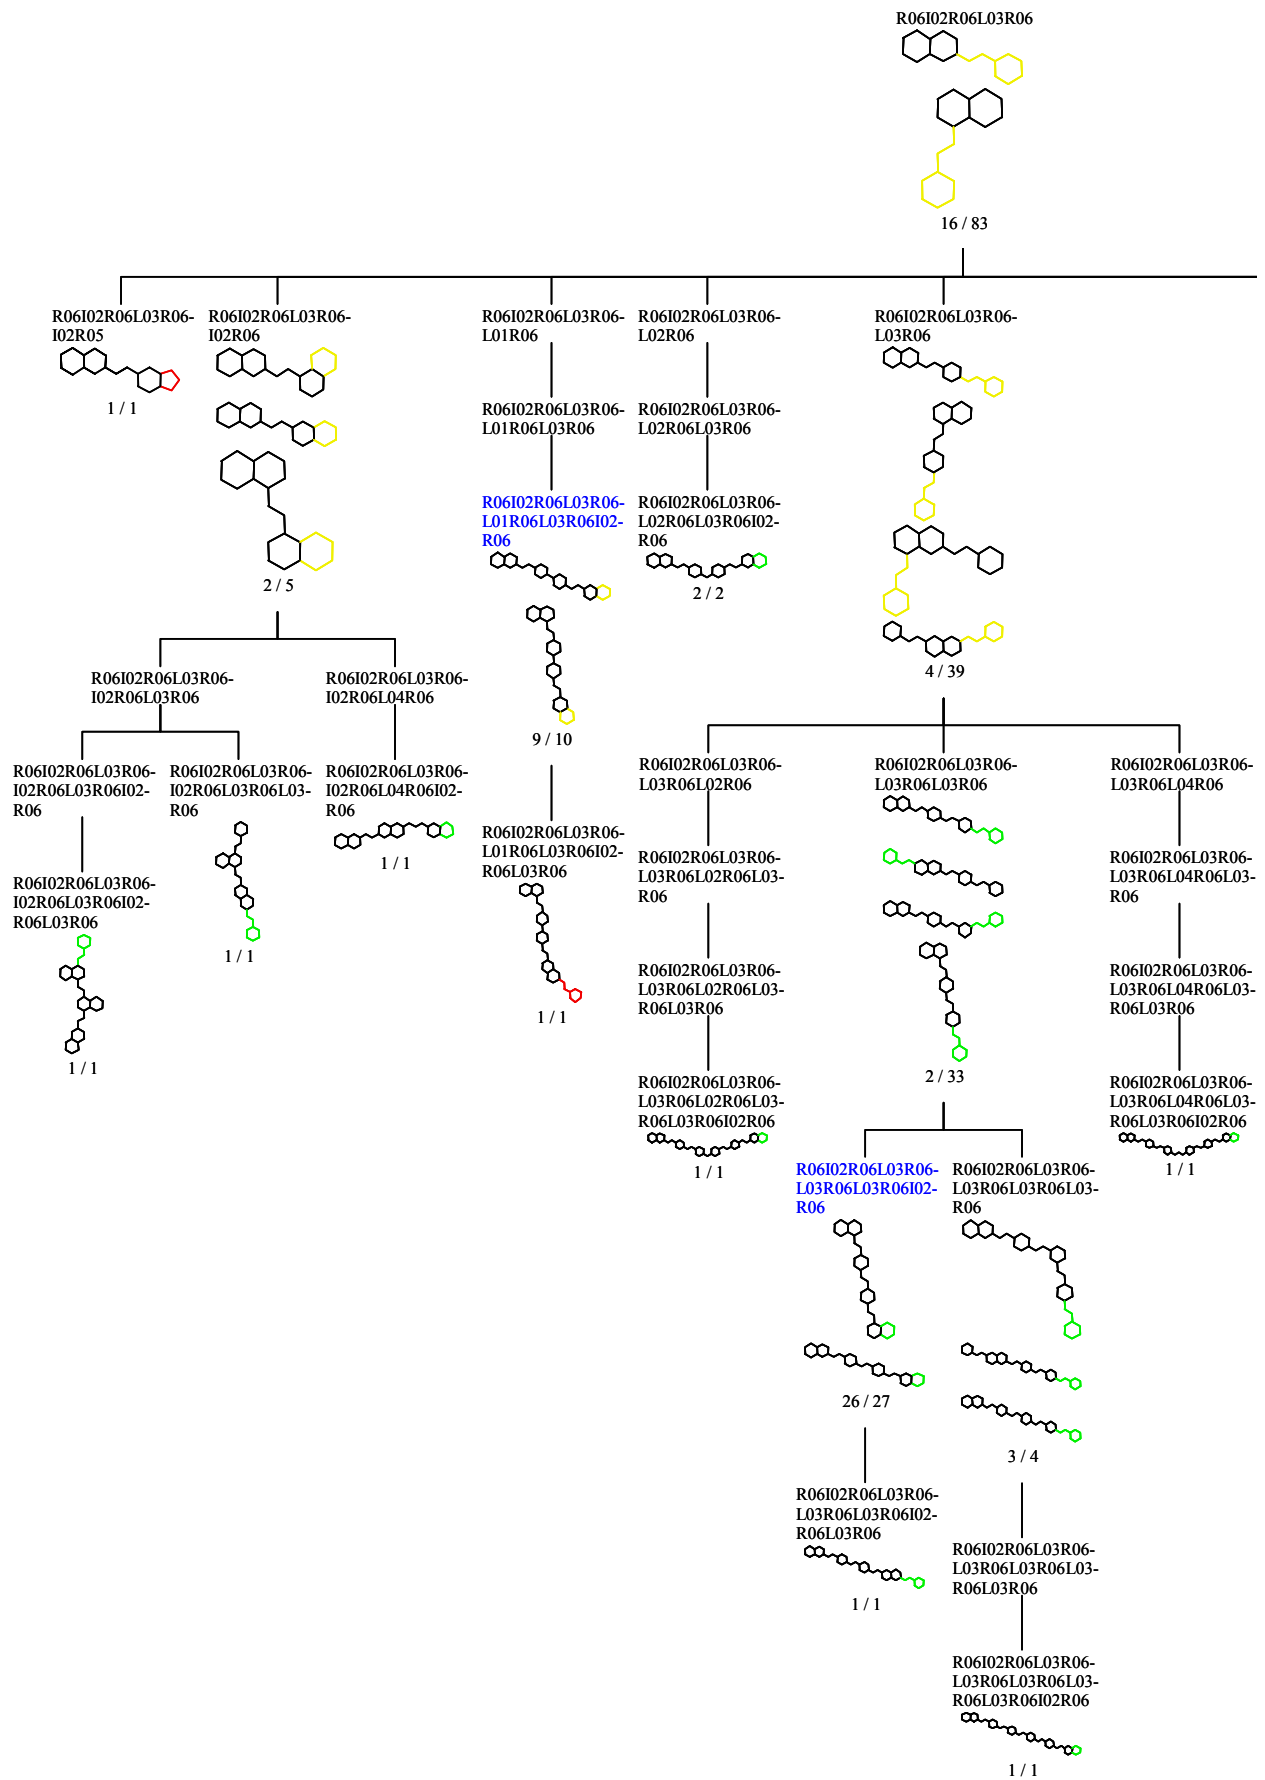 R06I02R06L03R06
16 / 83
R06I02R06L03R06-
I02R05
1 / 1
R06I02R06L03R06-
I02R06
2 / 5
R06I02R06L03R06-
L01R06
R06I02R06L03R06-
L02R06
R06I02R06L03R06-
L03R06
4 / 39
R06I02R06L03R06-
L01R06L03R06
R06I02R06L03R06-
L02R06L03R06
R06I02R06L03R06-
L01R06L03R06I02-
R06
9 / 10
R06I02R06L03R06-
L02R06L03R06I02-
R06
2 / 2
R06I02R06L03R06-
I02R06L03R06
R06I02R06L03R06-
I02R06L04R06
R06I02R06L03R06-
I02R06L03R06I02-
R06
R06I02R06L03R06-
I02R06L03R06L03-
R06
1 / 1
R06I02R06L03R06-
I02R06L04R06I02-
R06
1 / 1
R06I02R06L03R06-
L03R06L02R06
R06I02R06L03R06-
L03R06L03R06
2 / 33
R06I02R06L03R06-
L03R06L04R06
R06I02R06L03R06-
L01R06L03R06I02-
R06L03R06
1 / 1
R06I02R06L03R06-
I02R06L03R06I02-
R06L03R06
1 / 1
R06I02R06L03R06-
L03R06L02R06L03-
R06
R06I02R06L03R06-
L03R06L04R06L03-
R06
R06I02R06L03R06-
L03R06L02R06L03-
R06L03R06
R06I02R06L03R06-
L03R06L04R06L03-
R06L03R06
R06I02R06L03R06-
L03R06L02R06L03-
R06L03R06I02R06
1 / 1
R06I02R06L03R06-
L03R06L04R06L03-
R06L03R06I02R06
1 / 1
R06I02R06L03R06-
L03R06L03R06I02-
R06
26 / 27
R06I02R06L03R06-
L03R06L03R06L03-
R06
3 / 4
R06I02R06L03R06-
L03R06L03R06I02-
R06L03R06
1 / 1
R06I02R06L03R06-
L03R06L03R06L03-
R06L03R06
R06I02R06L03R06-
L03R06L03R06L03-
R06L03R06I02R06
1 / 1